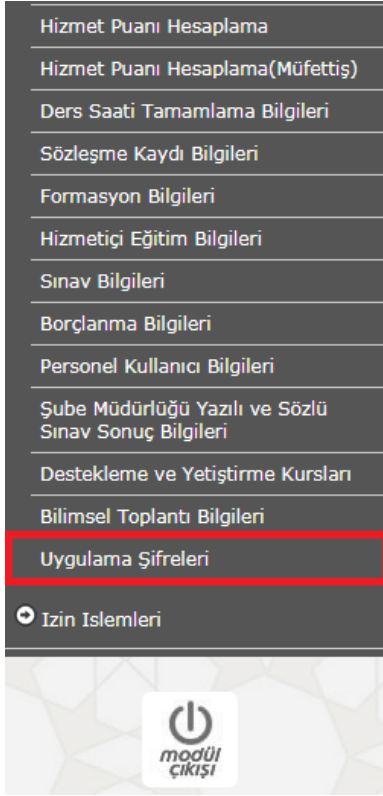 Hizmet Puanı Hesaplama
Hizmet Puanı Hesaplama(Müfettiş)
Ders Saati Tamamlama Bilgileri
Sözleşme Kaydı Bilgileri
Formasyon Bilgileri
Hizmetiçi Eğitim Bilgileri
Sınav Bilgileri
Borçlanma Bilgileri
Personel Kullanıcı Bilgileri
Şube Müdürlüğü Yazılı ve Sözlü
Sınav Sonuç Bilgileri
Destekleme ve Yetiştirme Kursları
Bilimsel Toplantı Bilgileri
Uygulama Şifreleri
Izin Islemleri
modül
çıkışı